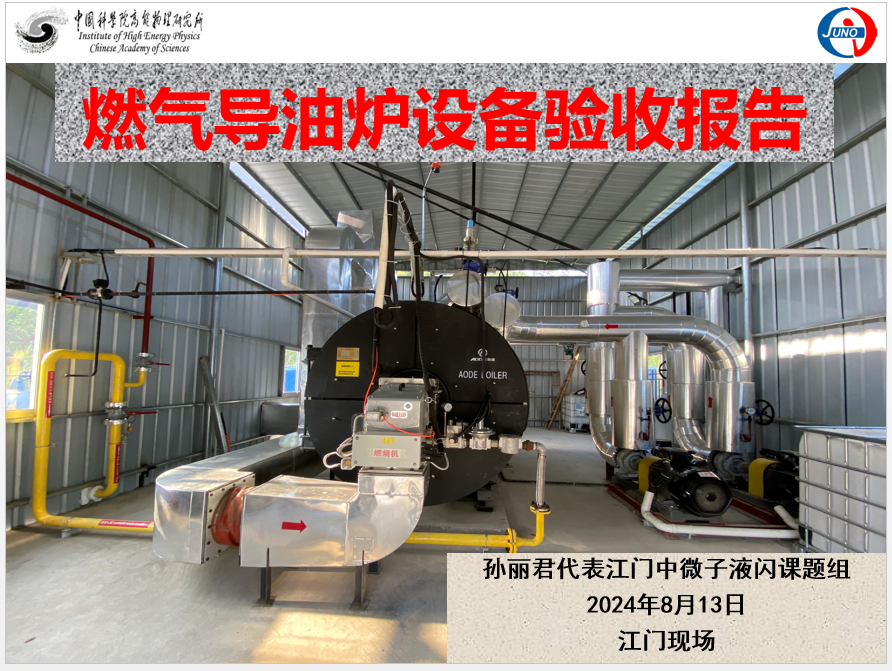 中国科学院高能物理研究所
Institute of High Energy Physics
Chinese Academy of Sciences
JUNO
燃气导油炉设备验收报告
AODE BOILER
燃烧机
孙丽君代表江门中微子液闪课题组
2024年8月13日
江门现场